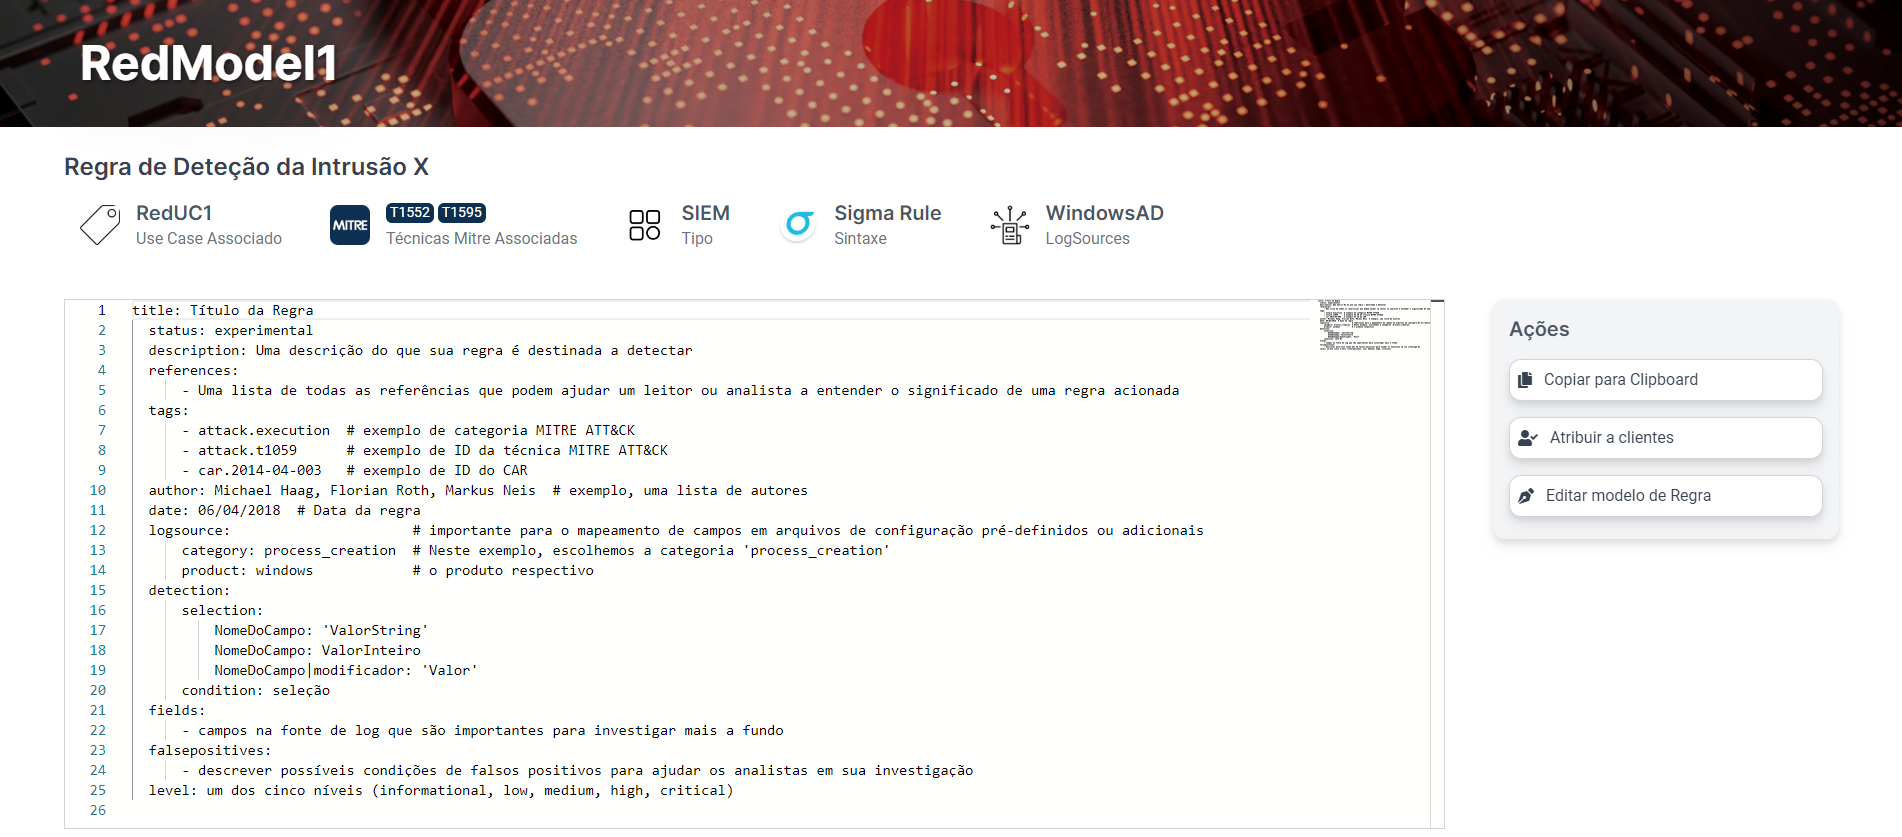 RedModel1
Regra de Deteção da Intrusão X
RedUC1
Use Case Associado
MITRE
T1552 T1595
Técnicas Mitre Associadas
SIEM
Tipo
Sigma Rule
Sintaxe
WindowsAD
LogSources
1 title: Título da Regra
2 status: experimental
3 description: Uma descrição do que sua regra é destinada a detectar
4 references:
5 - Uma lista de todas as referências que podem ajudar um leitor ou analista a entender o significado de uma regra acionada
6 tags:
7 - attack.execution # exemplo de categoria MITRE ATT&CK
8 - attack.t1059 # exemplo de ID da técnica MITRE ATT&CK
9 - car.2014-04-003 # exemplo de ID do CAR
10 author: Michael Haag, Florian Roth, Markus Neis # exemplo, uma lista de autores
11 date: 06/04/2018 # Data da regra
12 logsource: # importante para o mapeamento de campos em arquivos de configuração pré-definidos ou adicionais
13 category: process_creation # Neste exemplo, escolhemos a categoria 'process_creation'
14 product: windows # o produto respectivo
15 detection:
16 selection:
17 NomeDoCampo: 'ValorString'
18 NomeDoCampo: ValorInteiro
19 NomeDoCampo|modificador: 'Valor'
20 condition: seleção
21 fields:
22 - campos na fonte de log que são importantes para investigar mais a fundo
23 falsepositives:
24 - descrever possíveis condições de falsos positivos para ajudar os analistas em sua investigação
25 level: um dos cinco níveis (informational, low, medium, high, critical)
26
Ações
Copiar para Clipboard
Atribuir a clientes
Editar modelo de Regra